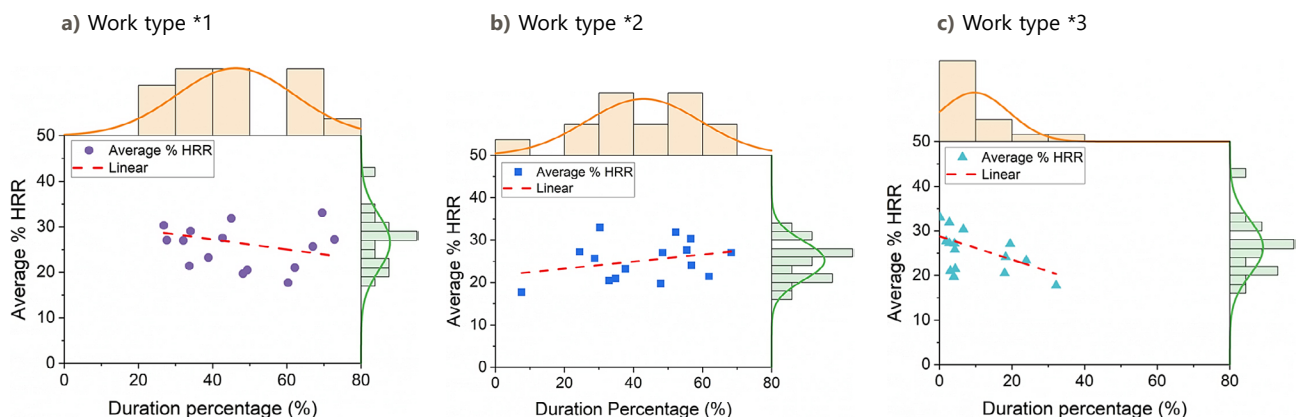 a) Work type *1
50
40
30
20
10
0
0 20 40 60 80
Average % HRR
Average % HRR
Linear
Duration percentage (%)
b) Work type *2
50
40
30
20
10
0
0 20 40 60 80
Average % HRR
Average % HRR
Linear
Duration Percentage (%)
c) Work type *3
50
40
30
20
10
0
0 20 40 60 80
Average % HRR
Average % HRR
Linear
Duration percentage (%)